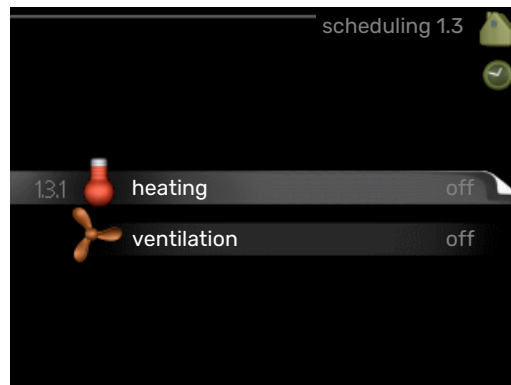 scheduling 1.3
1.3.1 heating off
ventilation off